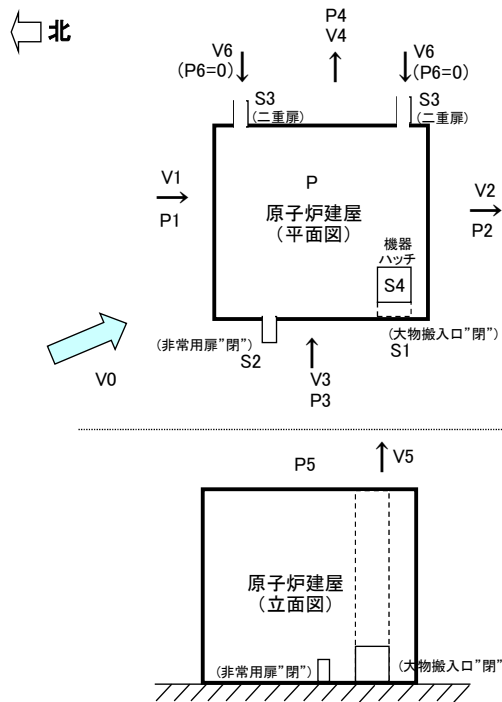 北
P4
V4
V6
(P6=0)
V6
(P6=0)
S3
(二重扉)
S3
(二重扉)
V1
P1
P
原子炉建屋
(平面図)
V2
P2
機器
ハッチ
S4
(非常用扉"閉")
S2
(大物搬入口"閉")
S1
V0
V3
P3
P5
V5
原子炉建屋
(立面図)
(非常用扉"閉")
(大物搬入口"閉")